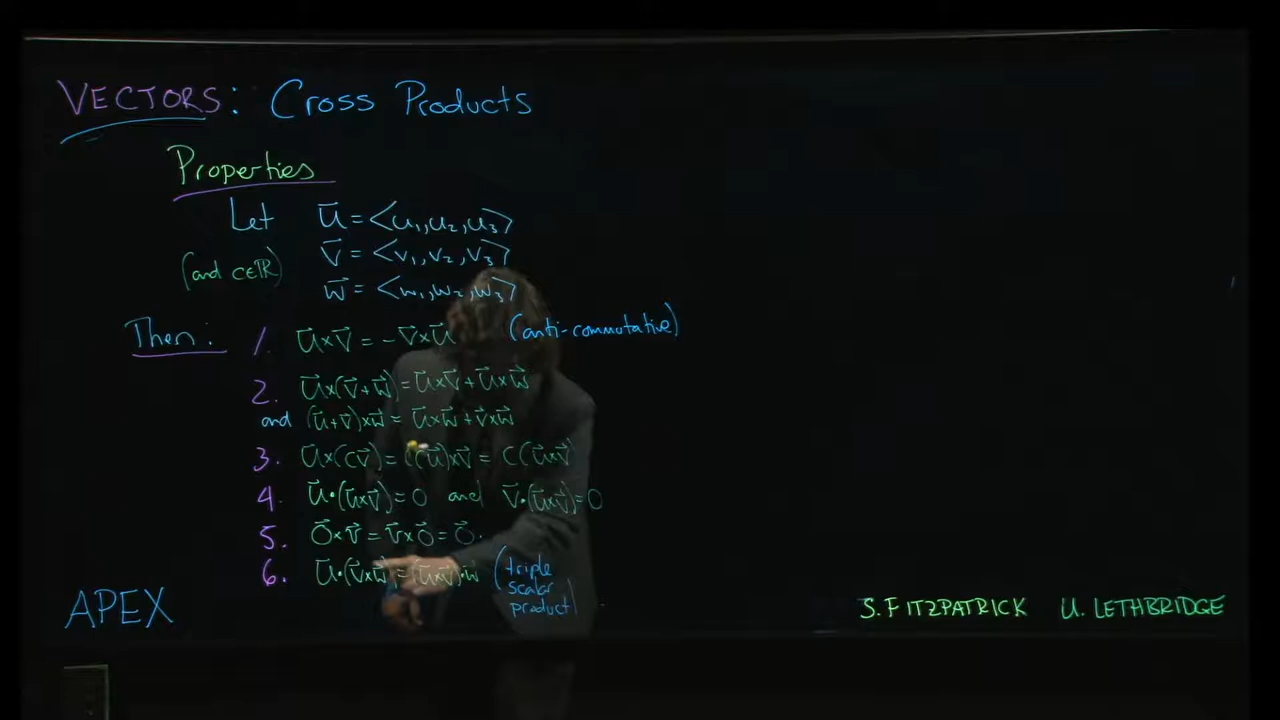 VECTORS: Cross Products
Properties
Let u⃗ = <u₁, u₂, u₃>
(and c∈ℝ) v⃗ = <v₁, v₂, v₃>
w⃗ = <w₁, w₂, w₃>
Then: 1. u⃗×v⃗ = -v⃗×u⃗ (anti-commutative)
2. u⃗×(v⃗+w⃗) = u⃗×v⃗ + u⃗×w⃗
and (u⃗+v⃗)×w⃗ = u⃗×w⃗ + v⃗×w⃗
3. u⃗×(cv⃗) = (cu⃗)×v⃗ = c(u⃗×v⃗)
4. u⃗•(u⃗×v⃗) = 0 and v⃗•(u⃗×v⃗) = 0
5. 0⃗×v⃗ = v⃗×0⃗ = 0⃗.
6. u⃗•(v⃗×w⃗) = (u⃗×v⃗)•w⃗ (triple
scalar
product)
APEX
S. FITZPATRICK U. LETHBRIDGE